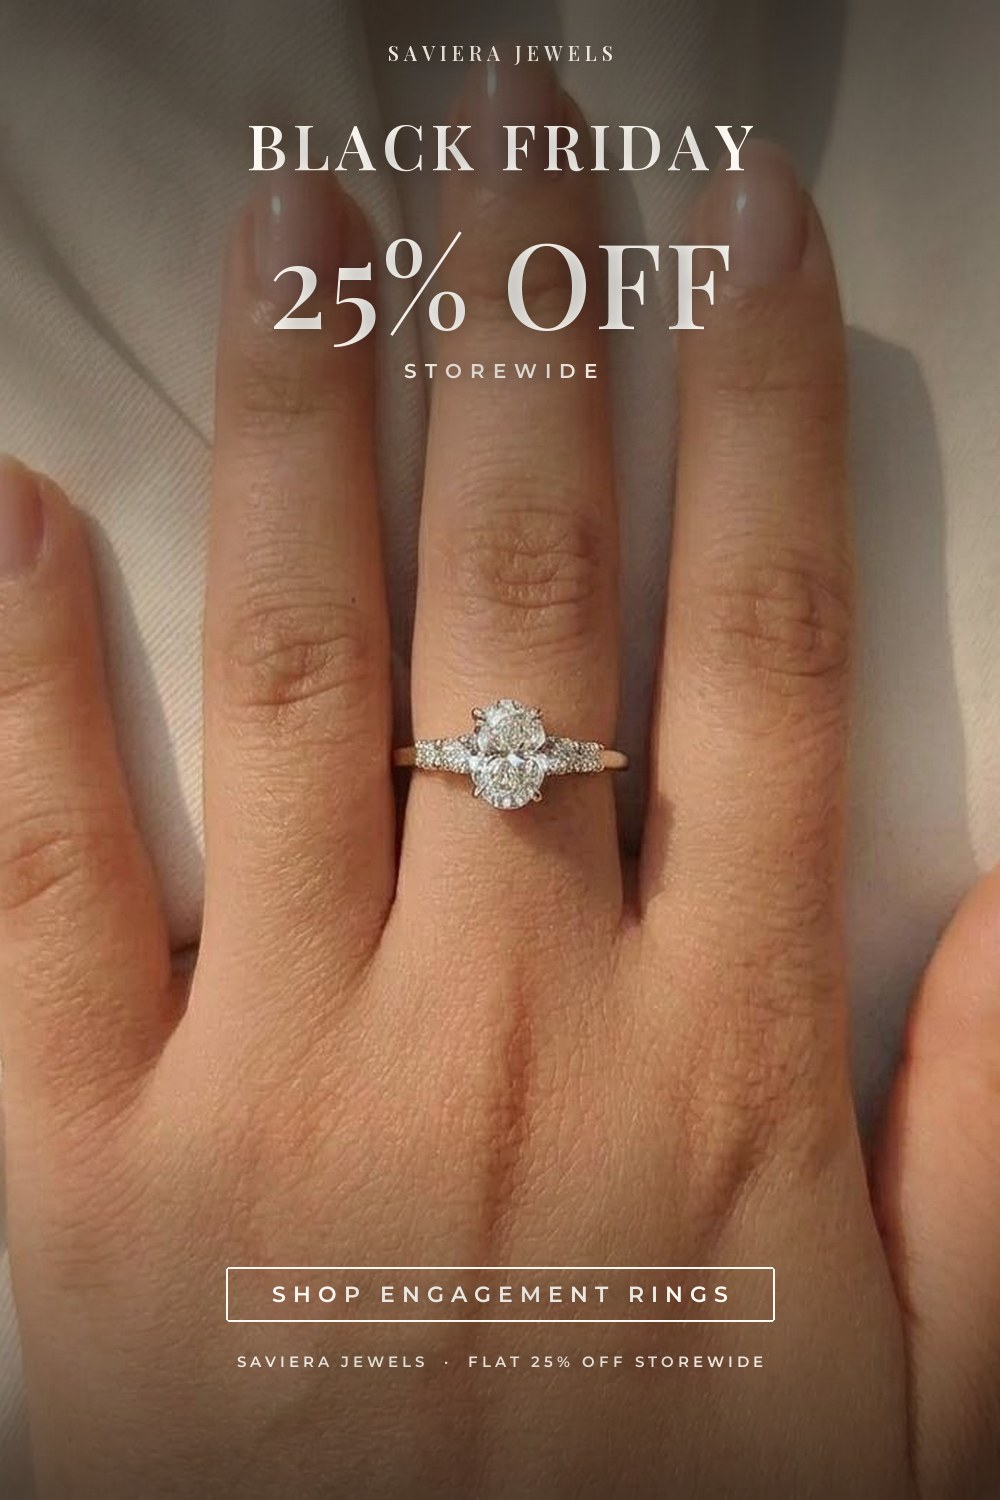 SAVIERA JEWELS
BLACK FRIDAY
25% OFF
STOREWIDE
SHOP ENGAGEMENT RINGS
SAVIERA JEWELS · FLAT 25% OFF STOREWIDE